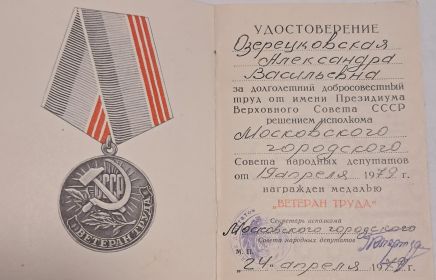 СССР
ВЕТЕРАН ТРУДА
УДОСТОВЕРЕНИЕ
Озерецковская
Александра
Васильевна
за долголетний добросовестный
труд от имени Президиума
Верховного Совета СССР
решением исполкома
Московского
городского
Совета народных депутатов
от 19 апреля 1979 г.
награжден медалью
"ВЕТЕРАН ТРУДА"
Секретарь исполкома
Московского городского
Совета народных депутатов
М. П.
"24" апреля 1979 г.